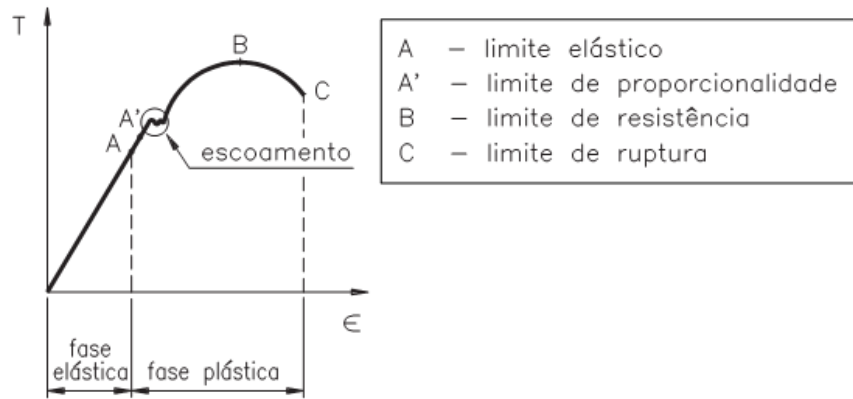 T
B
C
A'
A
escoamento
ϵ
fase
elástica
fase plástica
A – limite elástico
A' – limite de proporcionalidade
B – limite de resistência
C – limite de ruptura